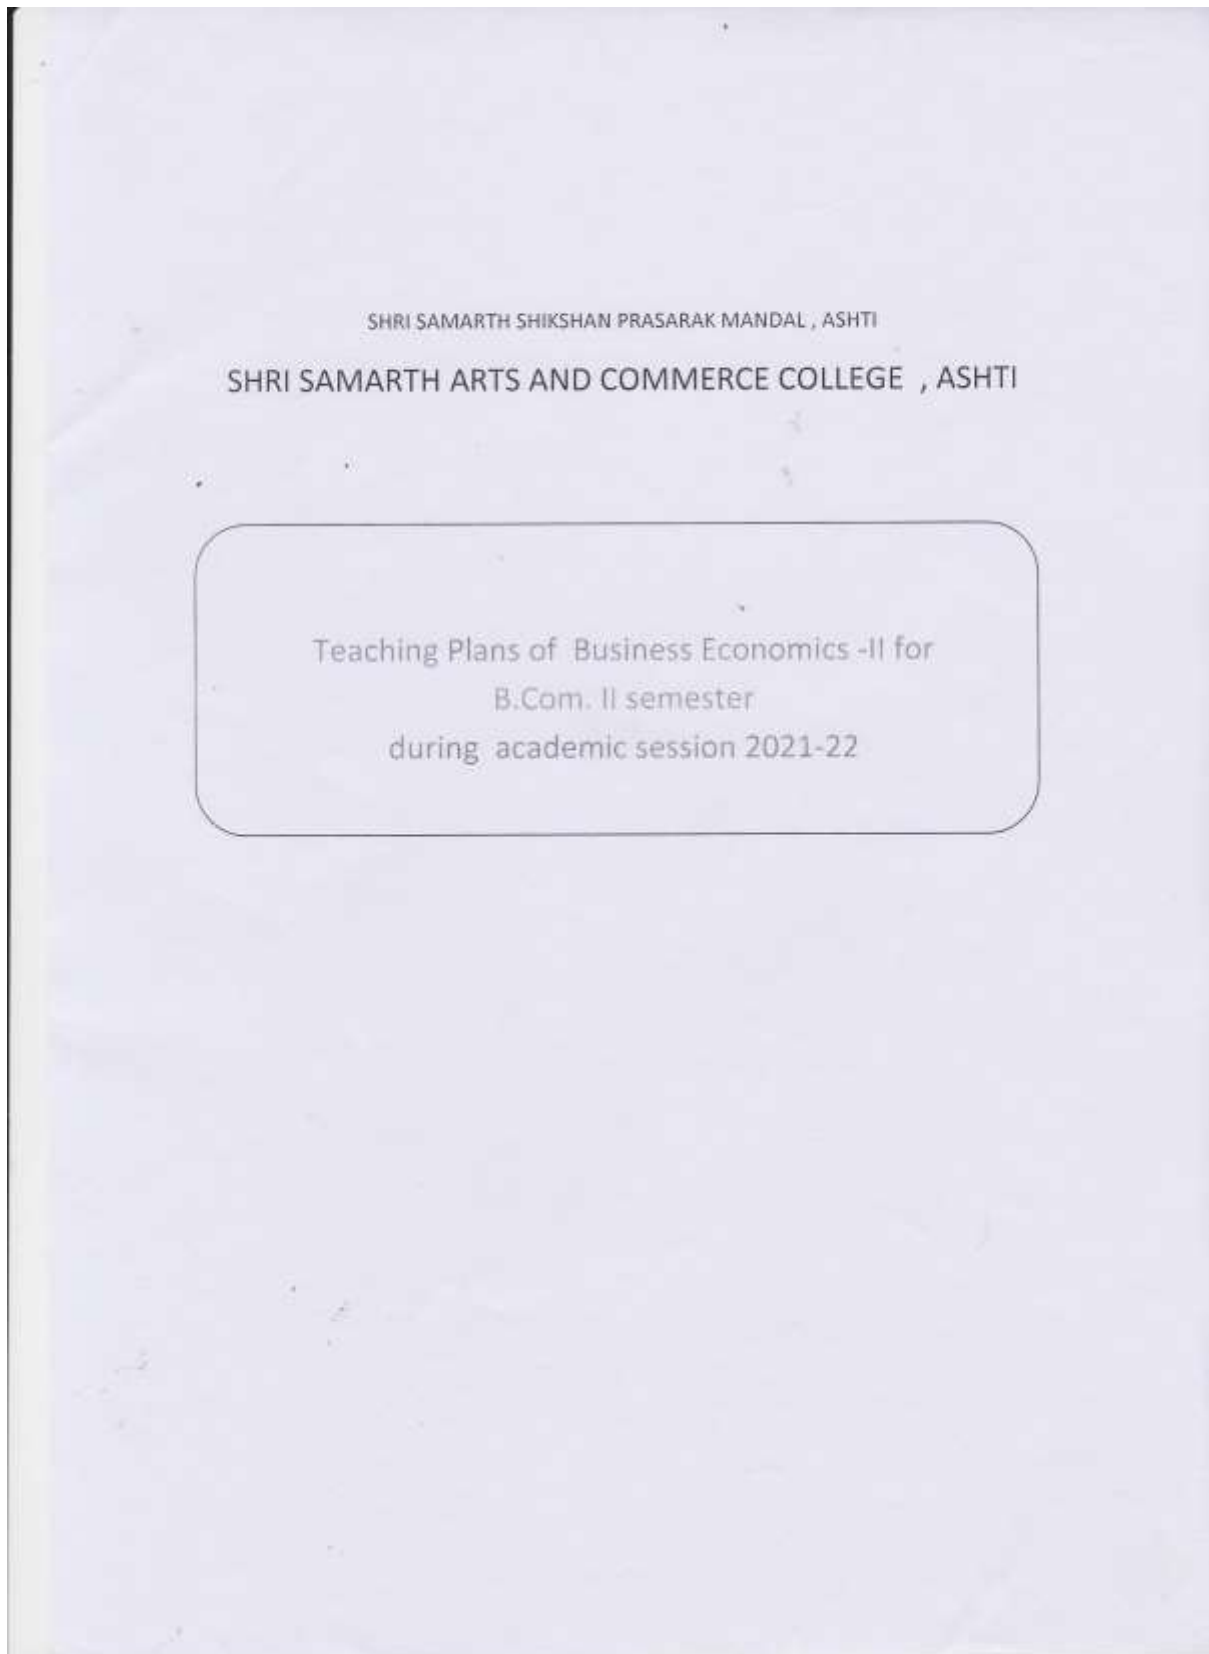 SHRI SAMARTH SHIKSHAN PRASARAK MANDAL , ASHTI
SHRI SAMARTH ARTS AND COMMERCE COLLEGE , ASHTI
Teaching Plans of Business Economics -II for
B.Com. II semester
during academic session 2021-22